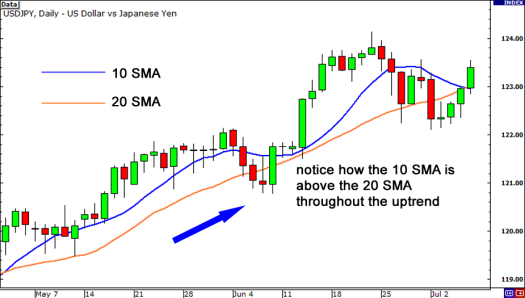 Data
INDEX
USDJPY, Daily - US Dollar vs Japanese Yen
10 SMA
20 SMA
notice how the 10 SMA is
above the 20 SMA
throughout the uptrend
124.00
123.00
122.00
121.00
120.00
119.00
May 7
14
21
28
Jun 4
11
18
25
Jul 2